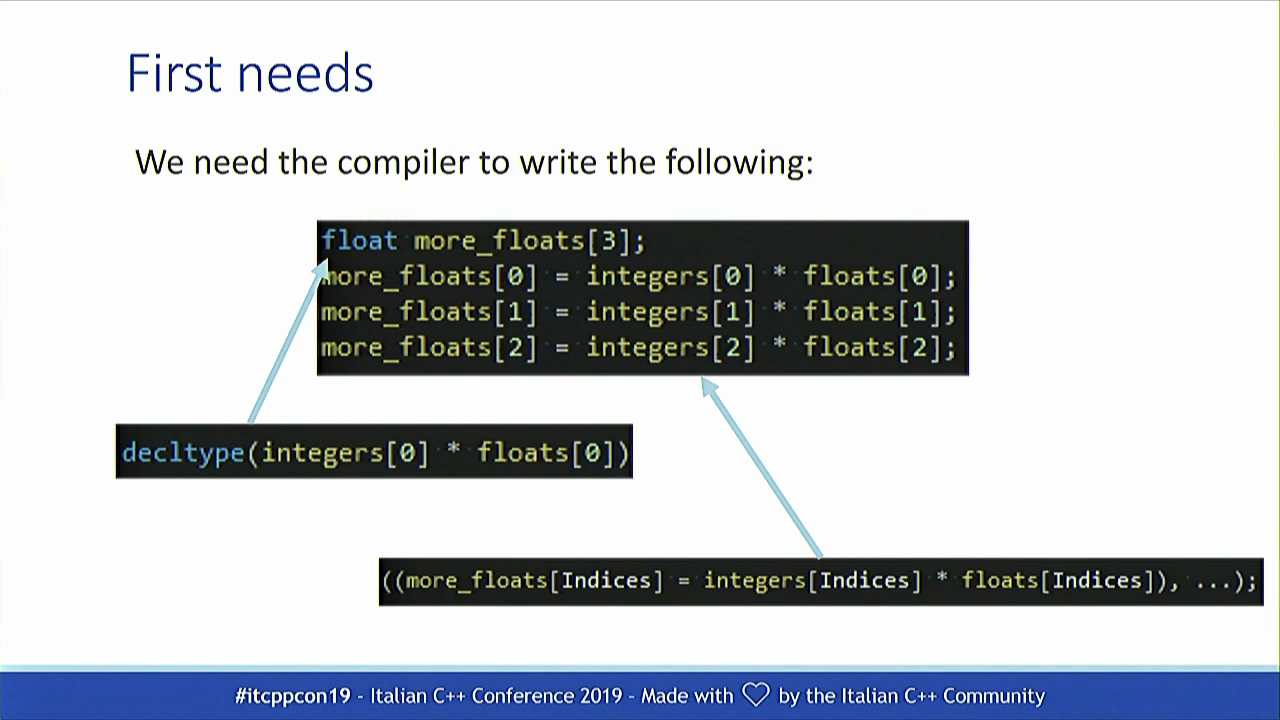 First needs
We need the compiler to write the following:
float more_floats[3];
more_floats[0] = integers[0] * floats[0];
more_floats[1] = integers[1] * floats[1];
more_floats[2] = integers[2] * floats[2];
decltype(integers[0] * floats[0])
((more_floats[Indices] = integers[Indices] * floats[Indices]), ...);
#itcppcon19 - Italian C++ Conference 2019 - Made with ♡ by the Italian C++ Community